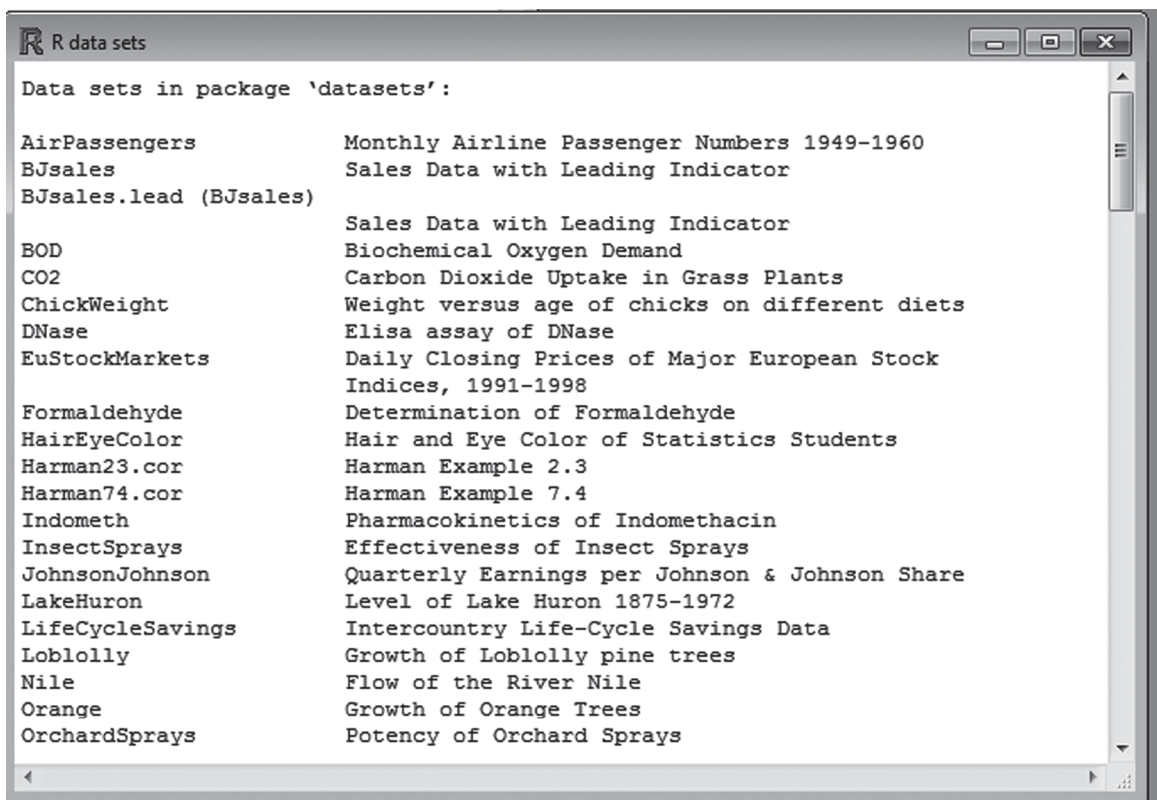 R data sets
Data sets in package ‘datasets’:
AirPassengers Monthly Airline Passenger Numbers 1949-1960
BJsales Sales Data with Leading Indicator
BJsales.lead (BJsales)
Sales Data with Leading Indicator
BOD Biochemical Oxygen Demand
CO2 Carbon Dioxide Uptake in Grass Plants
ChickWeight Weight versus age of chicks on different diets
DNase Elisa assay of DNase
EuStockMarkets Daily Closing Prices of Major European Stock
Indices, 1991-1998
Formaldehyde Determination of Formaldehyde
HairEyeColor Hair and Eye Color of Statistics Students
Harman23.cor Harman Example 2.3
Harman74.cor Harman Example 7.4
Indometh Pharmacokinetics of Indomethacin
InsectSprays Effectiveness of Insect Sprays
JohnsonJohnson Quarterly Earnings per Johnson & Johnson Share
LakeHuron Level of Lake Huron 1875-1972
LifeCycleSavings Intercountry Life-Cycle Savings Data
Loblolly Growth of Loblolly pine trees
Nile Flow of the River Nile
Orange Growth of Orange Trees
OrchardSprays Potency of Orchard Sprays